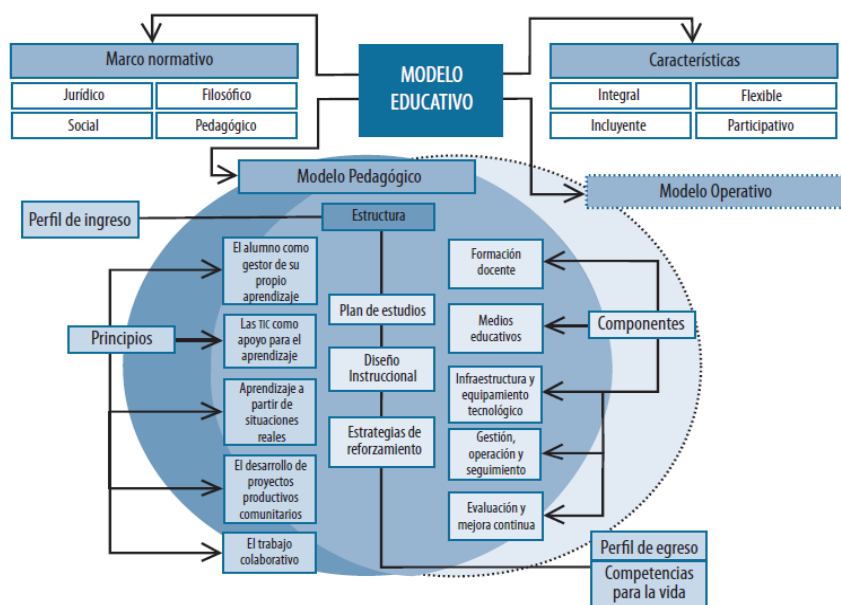 Marco normativo
Jurídico
Filosófico
Social
Pedagógico
MODELO
EDUCATIVO
Características
Integral
Flexible
Incluyente
Participativo
Modelo Pedagógico
Modelo Operativo
Perfil de ingreso
Estructura
Principios
El alumno como
gestor de su
propio
aprendizaje
Las TIC como
apoyo para el
aprendizaje
Aprendizaje a
partir de
situaciones
reales
El desarrollo de
proyectos
productivos
comunitarios
El trabajo
colaborativo
Plan de estudios
Diseño
Instruccional
Estrategias de
reforzamiento
Formación
docente
Medios
educativos
Infraestructura y
equipamiento
tecnológico
Gestión,
operación y
seguimiento
Evaluación y
mejora continua
Componentes
Perfil de egreso
Competencias
para la vida